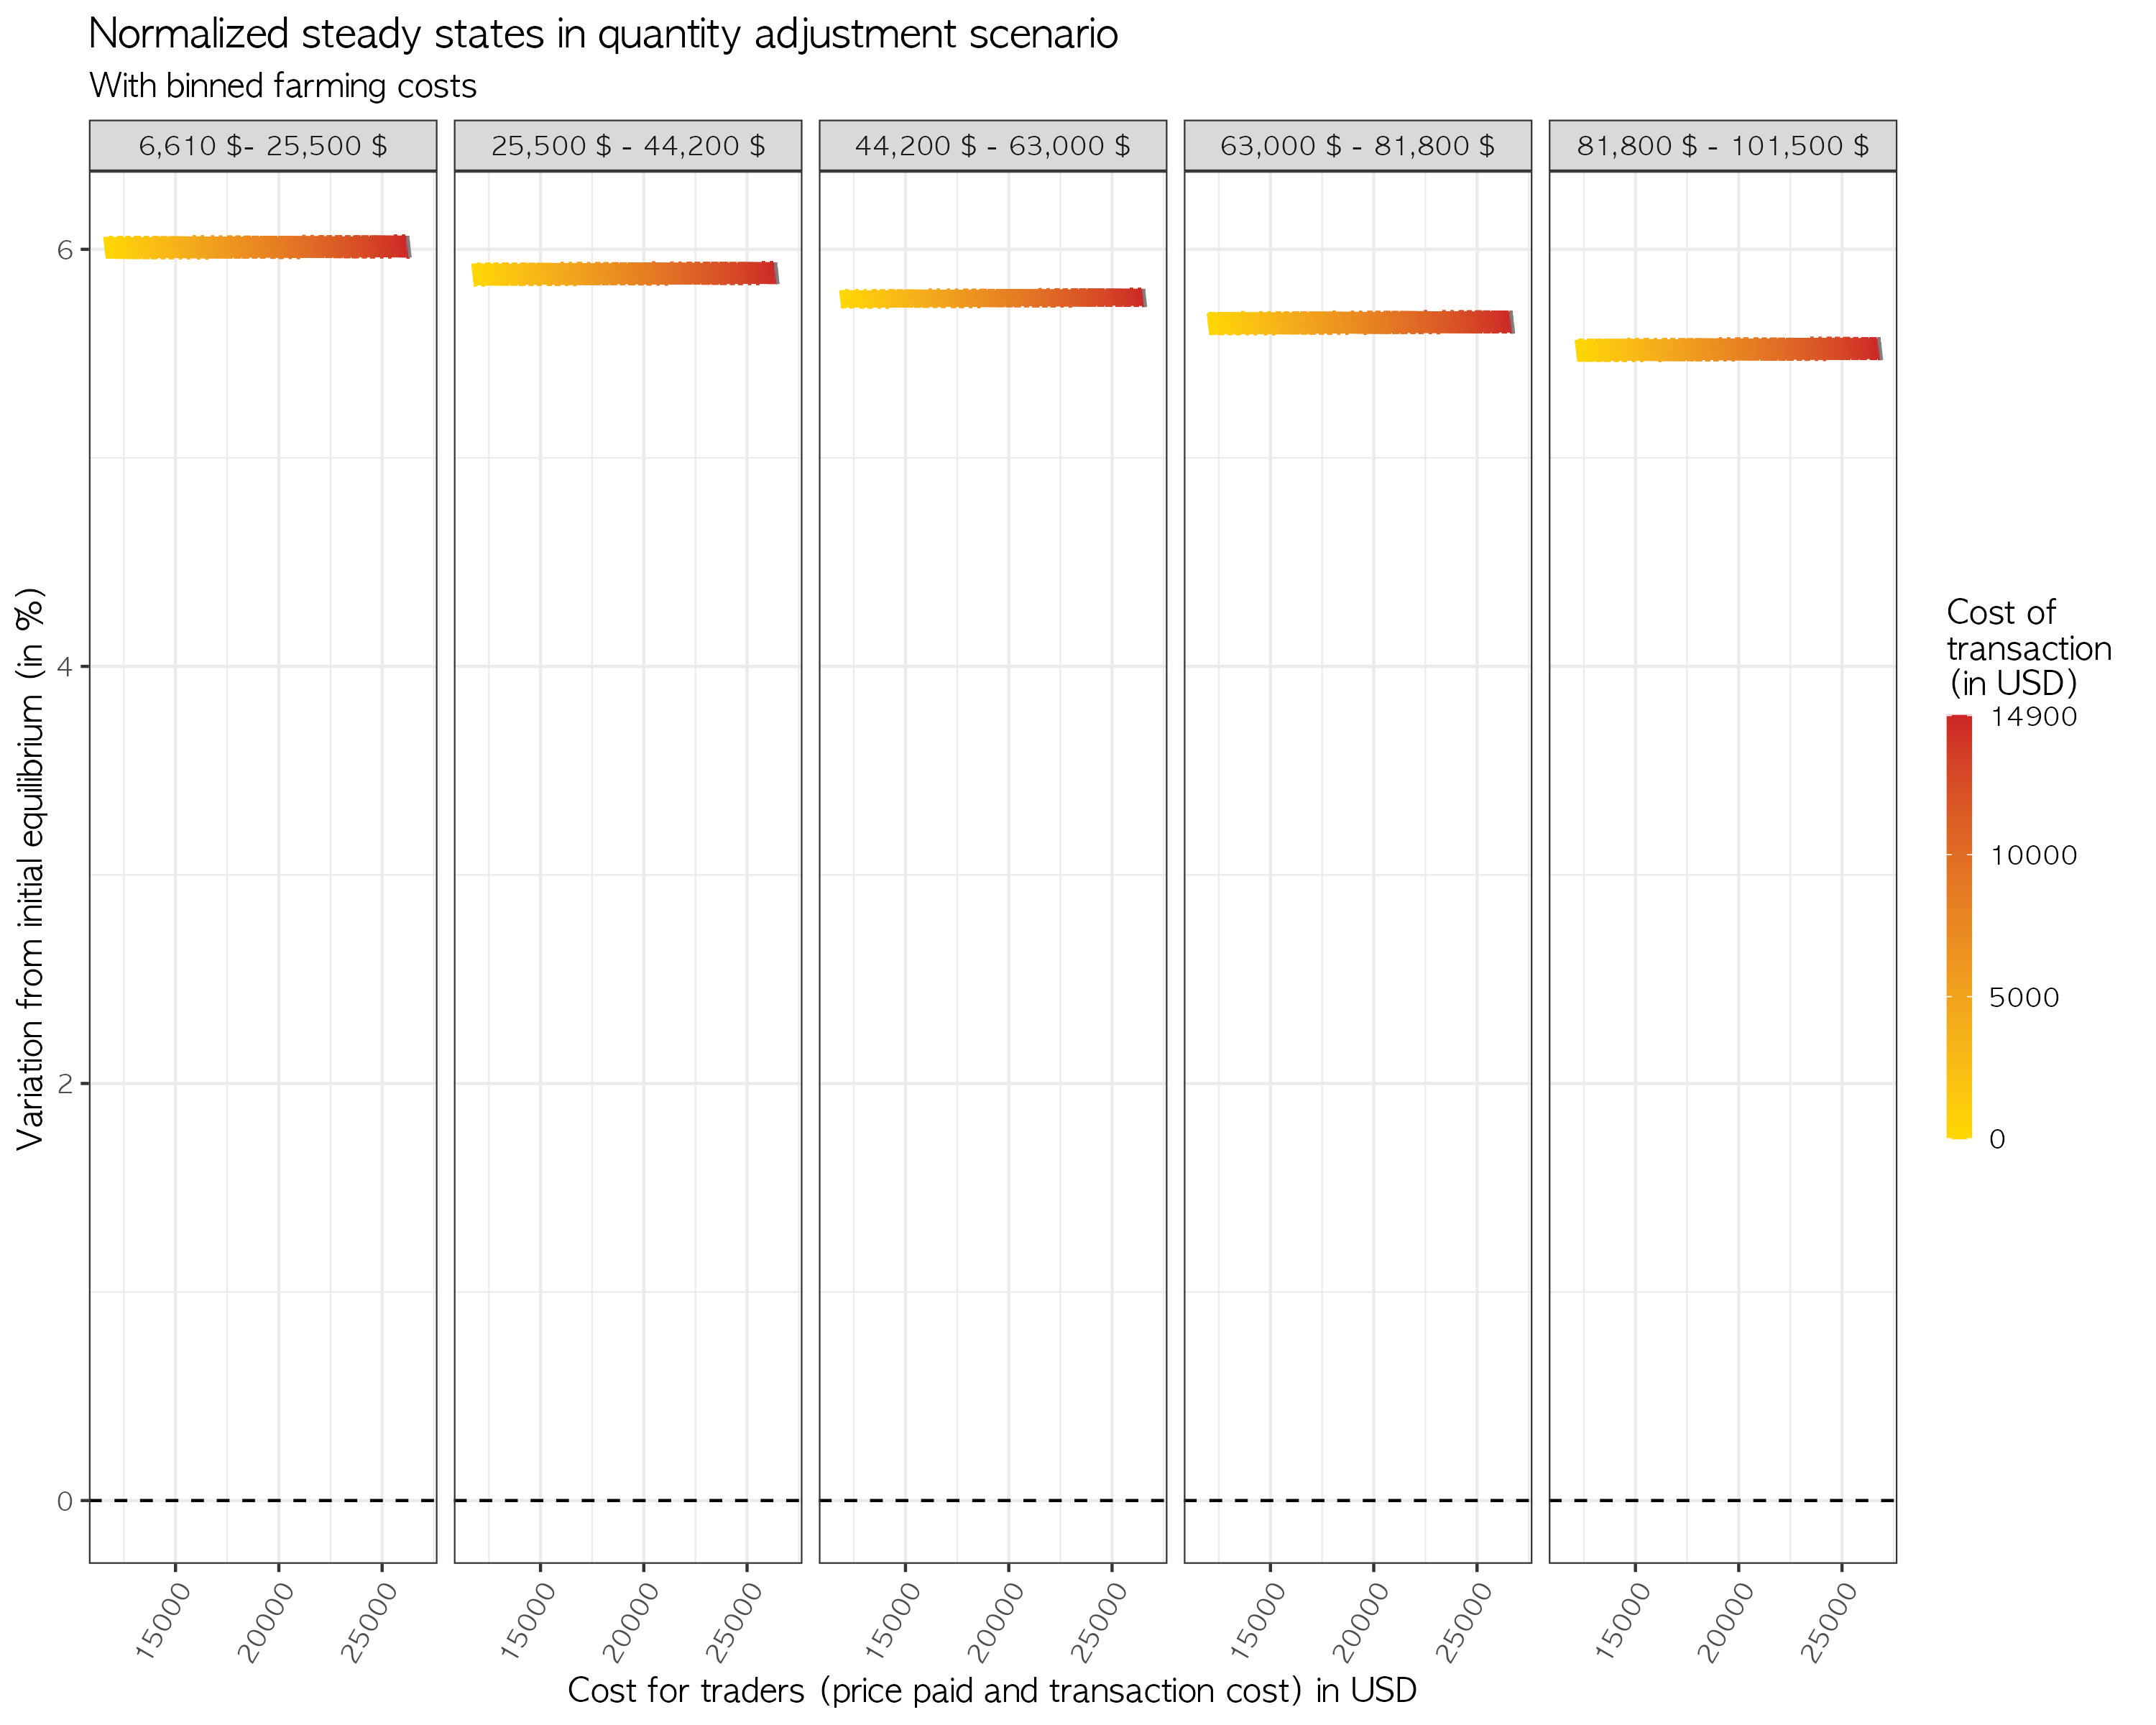 Normalized steady states in quantity adjustment scenario
With binned farming costs
6,610 $- 25,500 $
25,500 $ - 44,200 $
44,200 $ - 63,000 $
63,000 $ - 81,800 $
81,800 $ - 101,500 $
Variation from initial equilibrium (in %)
6
4
2
0
15000
20000
25000
15000
20000
25000
15000
20000
25000
15000
20000
25000
15000
20000
25000
Cost for traders (price paid and transaction cost) in USD
Cost of
transaction
(in USD)
14900
10000
5000
0